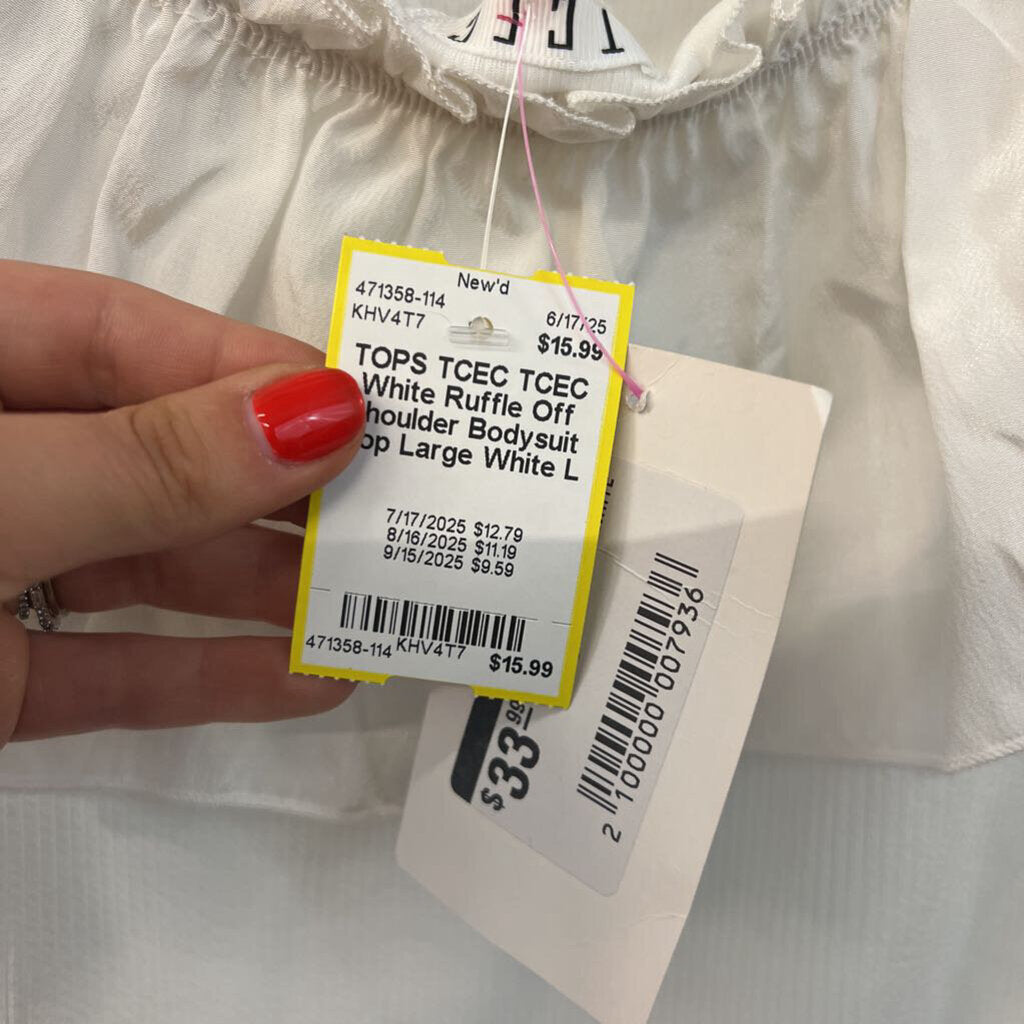 TCEC
New'd
471358-114
KHV4T7
6/17/25
$15.99
TOPS TCEC TCEC
White Ruffle Off
houlder Bodysuit
op Large White L
7/17/2025 $12.79
8/16/2025 $11.19
9/15/2025 $9.59
471358-114 KHV4T7 $15.99
$33 99
2 100000 007936